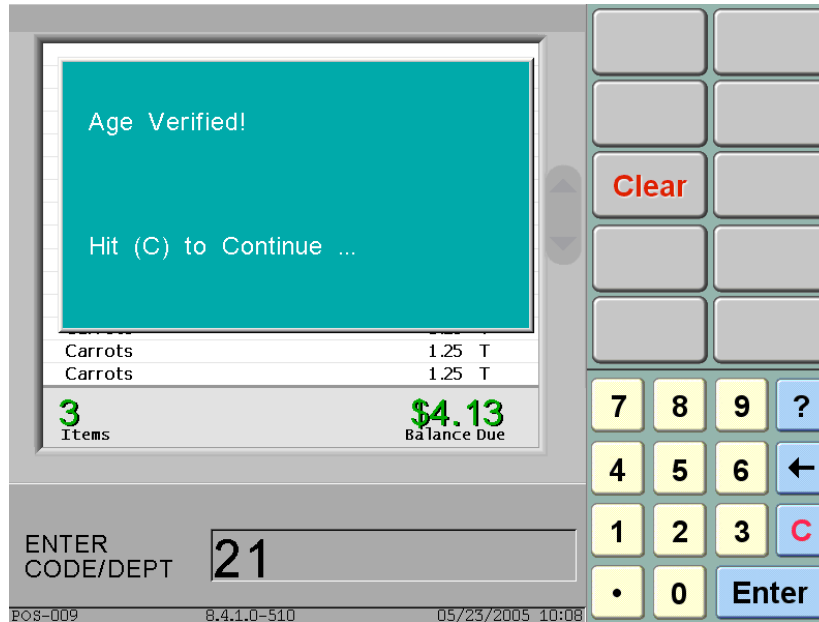 Age Verified!
Hit (C) to Continue ...
Carrots 1.25 T
Carrots 1.25 T
3 $4.13
Items Balance Due
ENTER
CODE/DEPT 21
POS-009 8.4.1.0-510 05/23/2005 10:08
Clear
7 8 9 ?
4 5 6 ←
1 2 3 C
• 0 Enter